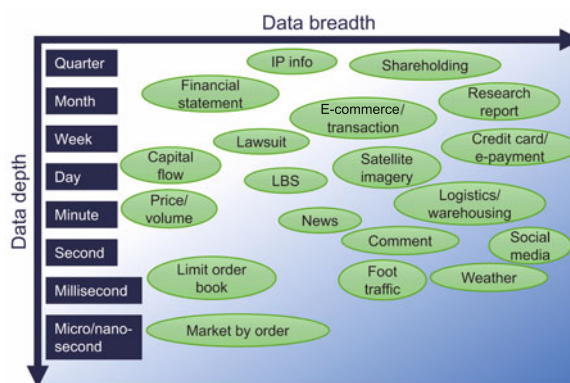 Data breadth
Data depth
Quarter
Month
Week
Day
Minute
Second
Millisecond
Micro/nano-
second
IP info
Shareholding
Financial
statement
Research
report
E-commerce/
transaction
Lawsuit
Credit card/
e-payment
Capital
flow
Satellite
imagery
LBS
Price/
volume
Logistics/
warehousing
News
Comment
Social
media
Limit order
book
Foot
traffic
Weather
Market by order